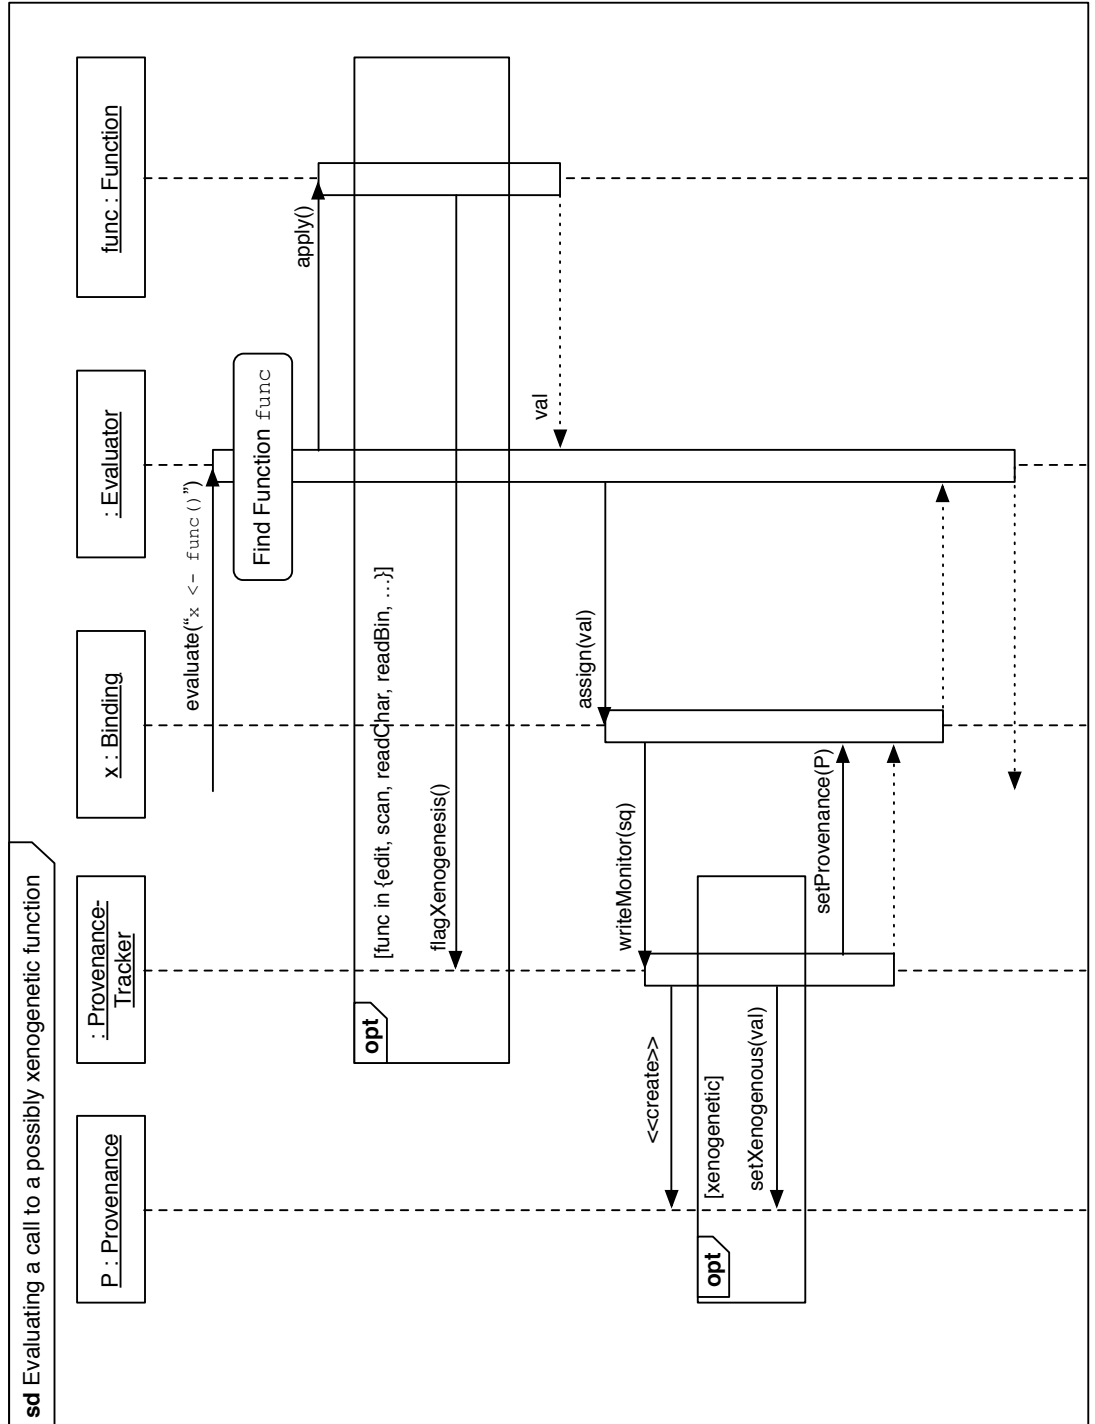 sd Evaluating a call to a possibly xenogenetic function
P : Provenance
: Provenance-
Tracker
x : Binding
: Evaluator
func : Function
evaluate(“x <- func()”)
Find Function func
apply()
opt
[func in {edit, scan, readChar, readBin, …}]
flagXenogenesis()
val
assign(val)
writeMonitor(sq)
<<create>>
opt
[xenogenetic]
setXenogenous(val)
setProvenance(P)